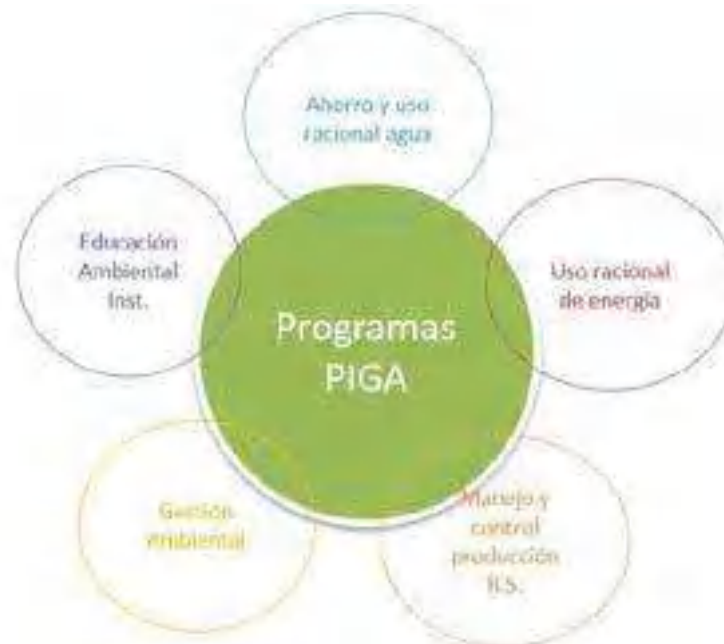 Ahorro y uso
racional agua
Educación
Ambiental
Inst.
Uso racional
de energía
Programas
PIGA
Gestión
Ambiental
Manejo y
control
producción
R.S.